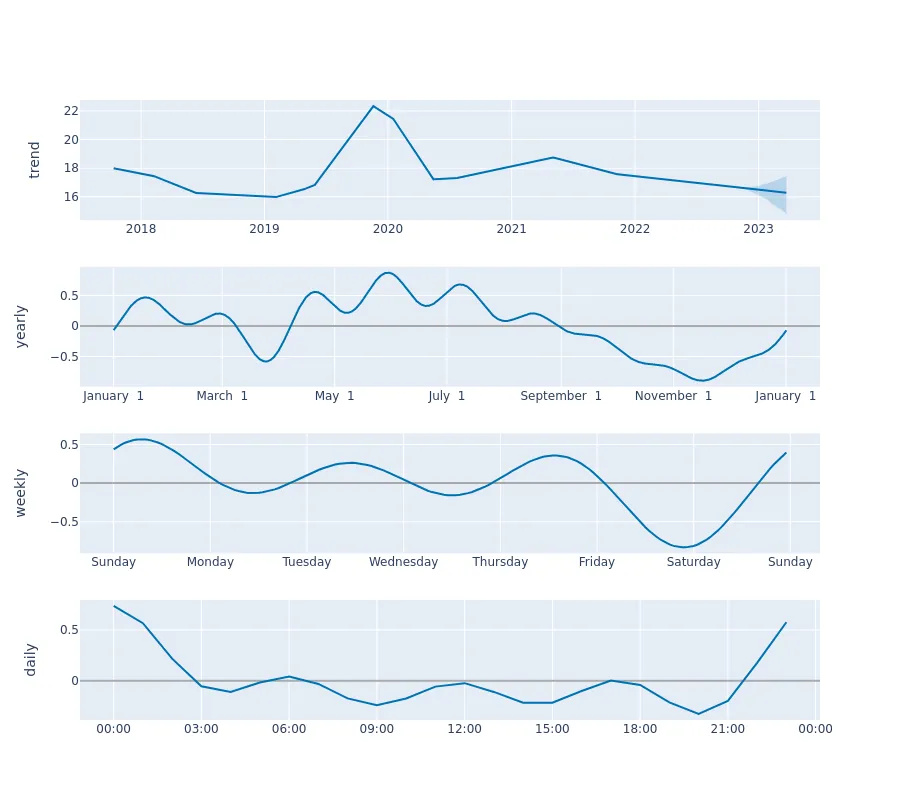 trend
22
20
18
16
2018 2019 2020 2021 2022 2023
yearly
0.5
0
−0.5
January 1 March 1 May 1 July 1 September 1 November 1 January 1
weekly
0.5
0
−0.5
Sunday Monday Tuesday Wednesday Thursday Friday Saturday Sunday
daily
0.5
0
00:00 03:00 06:00 09:00 12:00 15:00 18:00 21:00 00:00